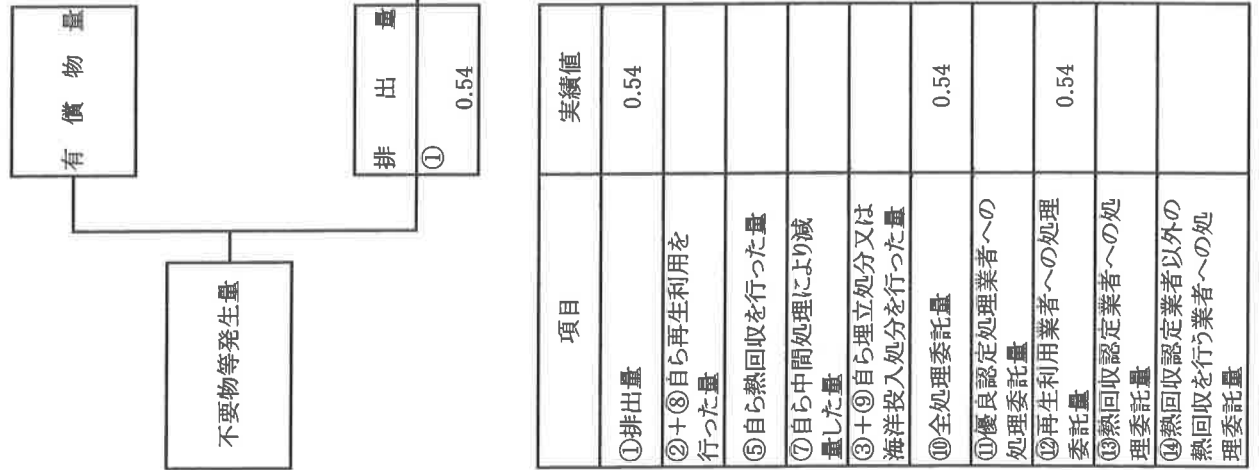 有償物量
不要物等発生量
排出量
①
0.54
項目
実績値
①排出量
0.54
②+⑧自ら再生利用を
行った量
⑤自ら熱回収を行った量
⑦自ら中間処理により減
量した量
③+⑨自ら埋立処分又は
海洋投入処分を行った量
⑩全処理委託量
0.54
⑪優良認定処理業者への
処理委託量
⑫再生利用業者への処理
委託量
0.54
⑬熱回収認定業者への処
理委託量
⑭熱回収認定業者以外の
熱回収を行う業者への処
理委託量